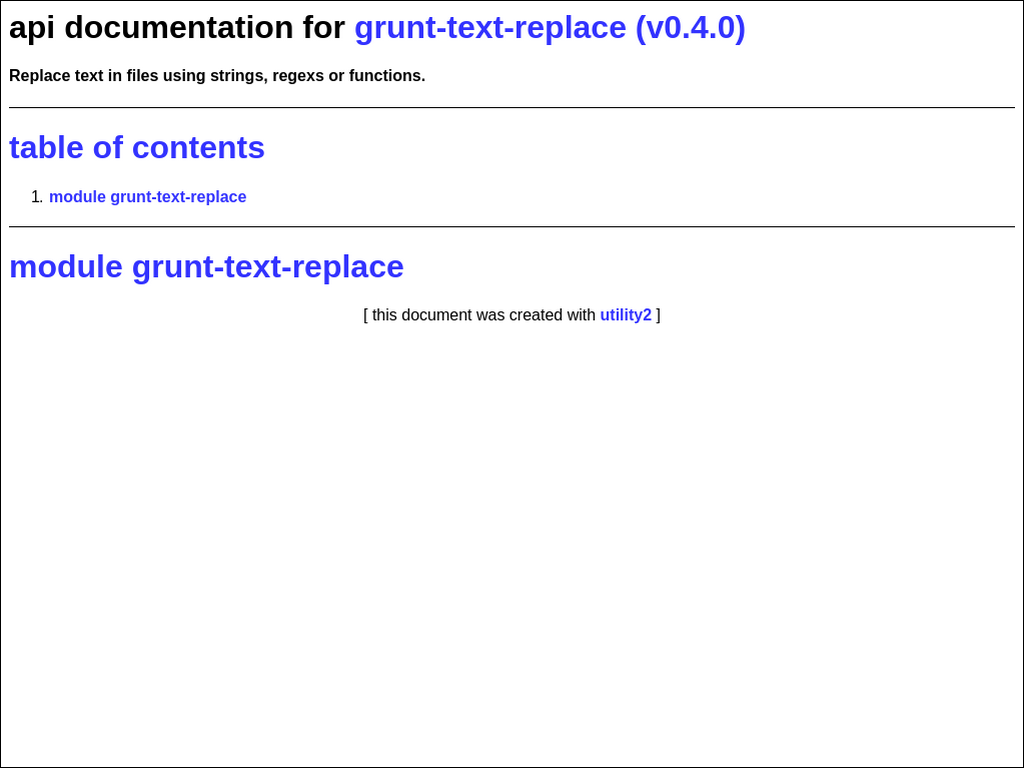 api documentation for grunt-text-replace (v0.4.0)
Replace text in files using strings, regexs or functions.
table of contents
1. module grunt-text-replace
module grunt-text-replace
[ this document was created with utility2 ]